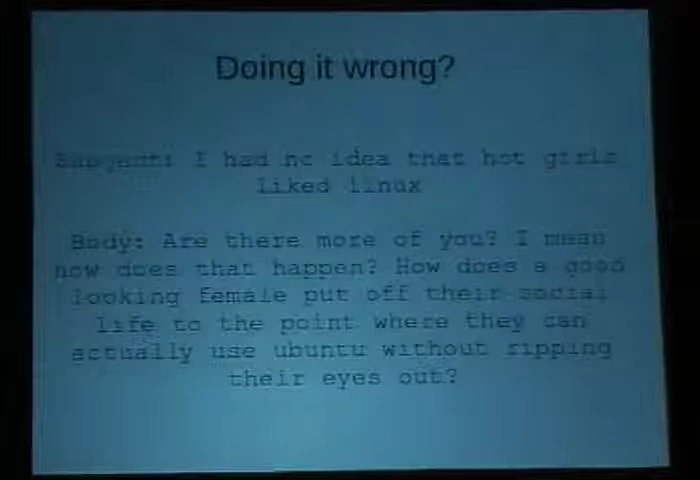 Doing it wrong?
Subject: I had no idea that hot girls
liked linux
Body: Are there more of you? I mean
how does that happen? How does a good
looking female put off their social
life to the point where they can
actually use ubuntu without ripping
their eyes out?